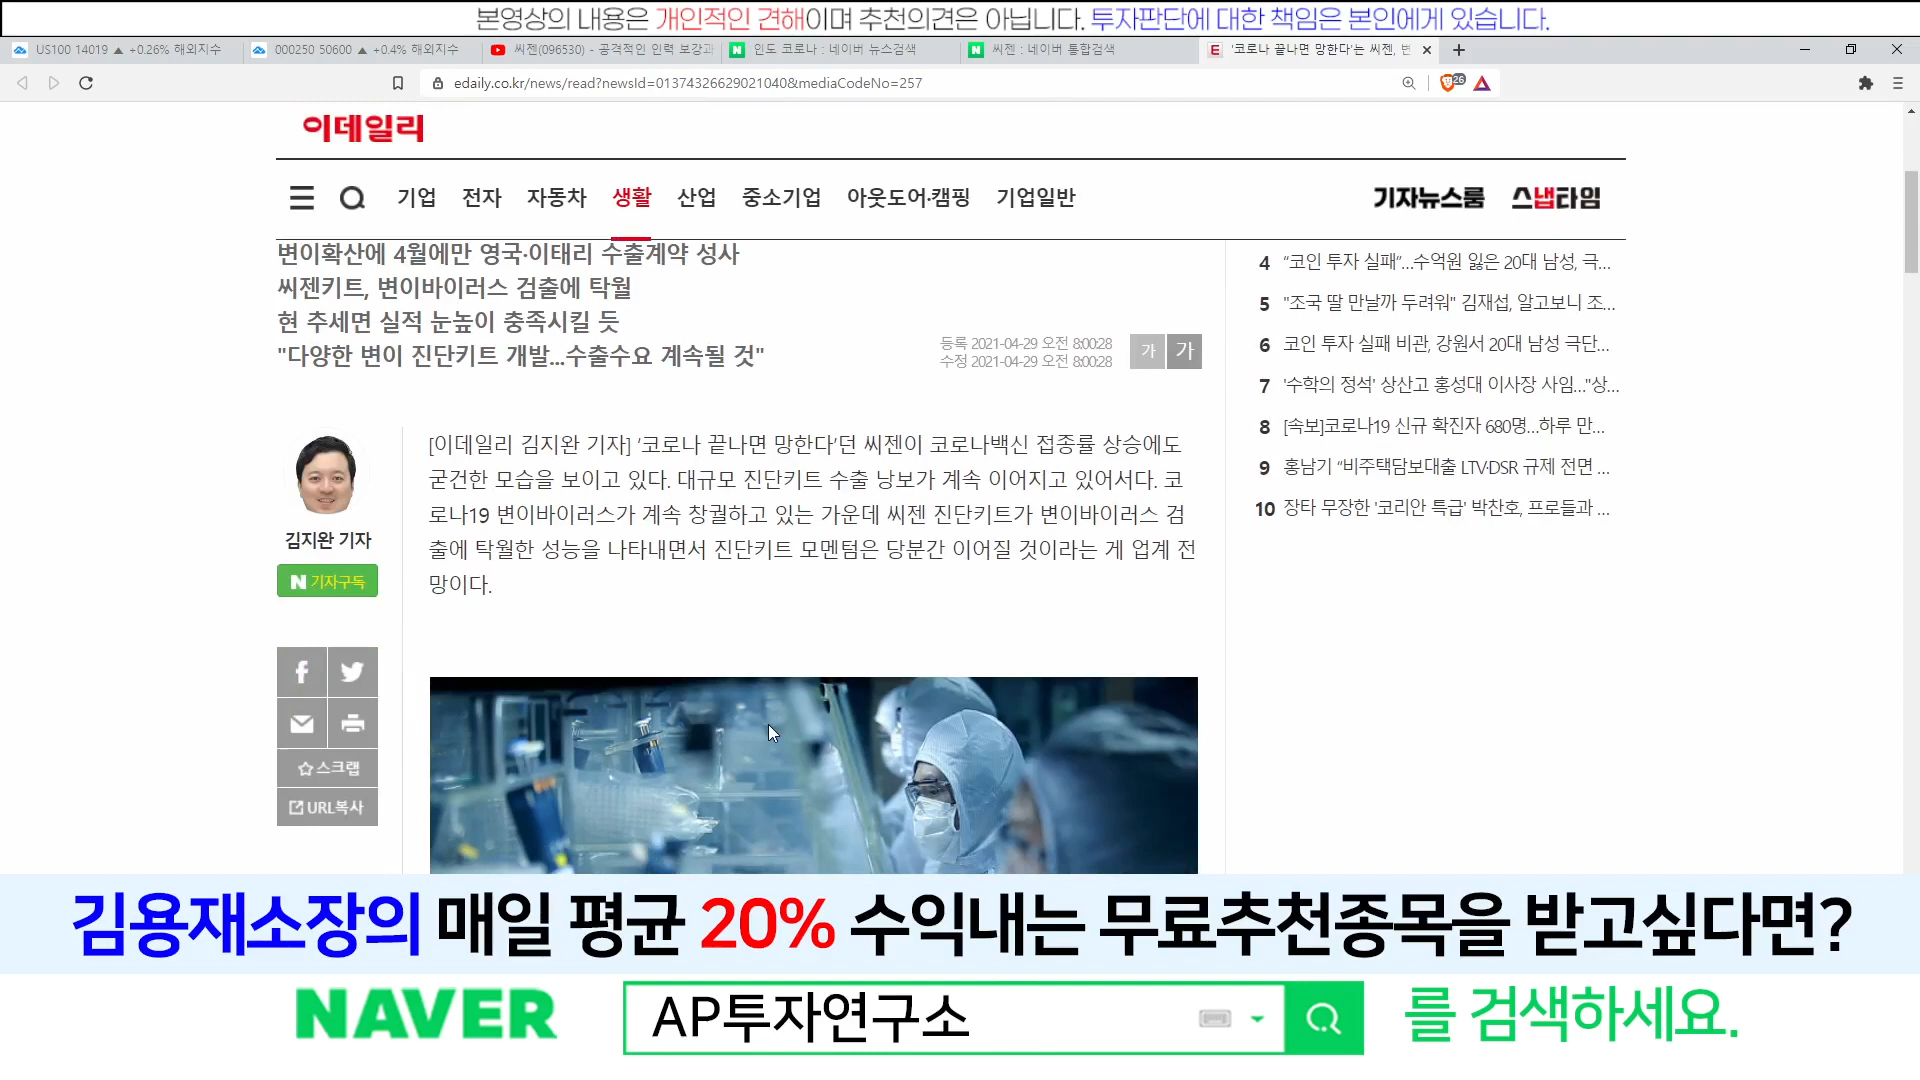 본영상의 내용은 개인적인 견해이며 추천의견은 아닙니다. 투자판단에 대한 책임은 본인에게 있습니다.
US100 14019 ▲ +0.26% 해외지수
000250 50600 ▲ +0.4% 해외지수
씨젠(096530) - 공격적인 인력 보강과
인도 코로나 : 네이버 뉴스검색
씨젠 : 네이버 통합검색
'코로나 끝나면 망한다'는 씨젠, 변
edaily.co.kr/news/read?newsId=01374326629021040&mediaCodeNo=257
26
이데일리
기업 전자 자동차 생활 산업 중소기업 아웃도어·캠핑 기업일반
기자뉴스룸 스냅타임
변이확산에 4월에만 영국·이태리 수출계약 성사
씨젠키트, 변이바이러스 검출에 탁월
현 추세면 실적 눈높이 충족시킬 듯
"다양한 변이 진단키트 개발...수출수요 계속될 것"
등록 2021-04-29 오전 8:00:28
수정 2021-04-29 오전 8:00:28
가 가
김지완 기자
N 기자구독
스크랩
URL복사
[이데일리 김지완 기자] ‘코로나 끝나면 망한다’던 씨젠이 코로나백신 접종률 상승에도
굳건한 모습을 보이고 있다. 대규모 진단키트 수출 낭보가 계속 이어지고 있어서다. 코
로나19 변이바이러스가 계속 창궐하고 있는 가운데 씨젠 진단키트가 변이바이러스 검
출에 탁월한 성능을 나타내면서 진단키트 모멘텀은 당분간 이어질 것이라는 게 업계 전
망이다.
4 “코인 투자 실패”...수억원 잃은 20대 남성, 극...
5 "조국 딸 만날까 두려워" 김재섭, 알고보니 조...
6 코인 투자 실패 비관, 강원서 20대 남성 극단...
7 '수학의 정석' 상산고 홍성대 이사장 사임..."상...
8 [속보]코로나19 신규 확진자 680명...하루 만...
9 홍남기 “비주택담보대출 LTV·DSR 규제 전면 ...
10 장타 무장한 '코리안 특급' 박찬호, 프로들과 ...
김용재소장의 매일 평균 20% 수익내는 무료추천종목을 받고싶다면?
NAVER AP투자연구소 를 검색하세요.